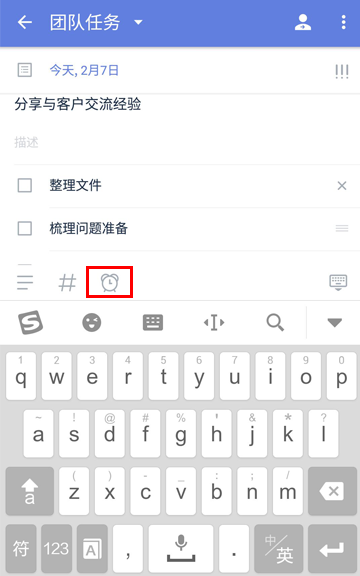 团队任务
今天, 2月7日
!!!
分享与客户交流经验
描述
整理文件
梳理问题准备
#
S
1 2 3 4 5 6 7 8 9 0
q w e r t y u i o p
~ ! @ # % ' & * ?
a s d f g h j k l
( ) - _ : ; /
a z x c v b n m
符 123 A , . 中/英